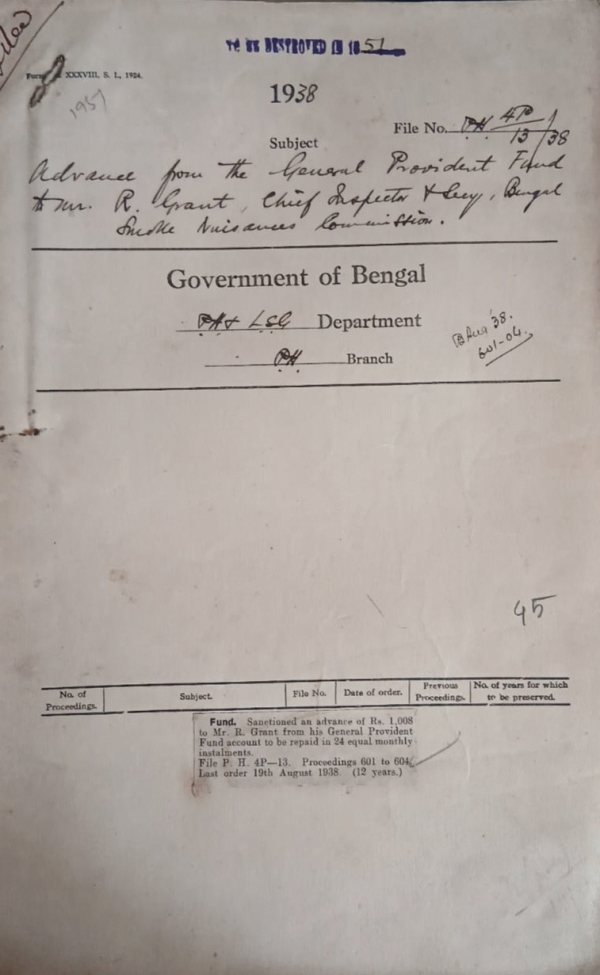 TO BE DESTROYED IN 1951
XXXVIII, S. L., 1924.
1957
1938
File No. PH 4P/13/38
Subject
Advance from the General Provident Fund
to Mr. R. Grant, Chief Inspector & Secy, Bengal
Smoke Nuisances Commission.
Government of Bengal
PH & LSG Department
PH Branch
B Aug '38.
601-04.
45
No. of Proceedings. Subject. File No. Date of order. Previous Proceedings. No. of years for which to be preserved.
Fund. Sanctioned an advance of Rs. 1,008
to Mr. R. Grant from his General Provident
Fund account to be repaid in 24 equal monthly
instalments.
File P. H. 4P—13. Proceedings 601 to 604.
Last order 19th August 1938. (12 years.)